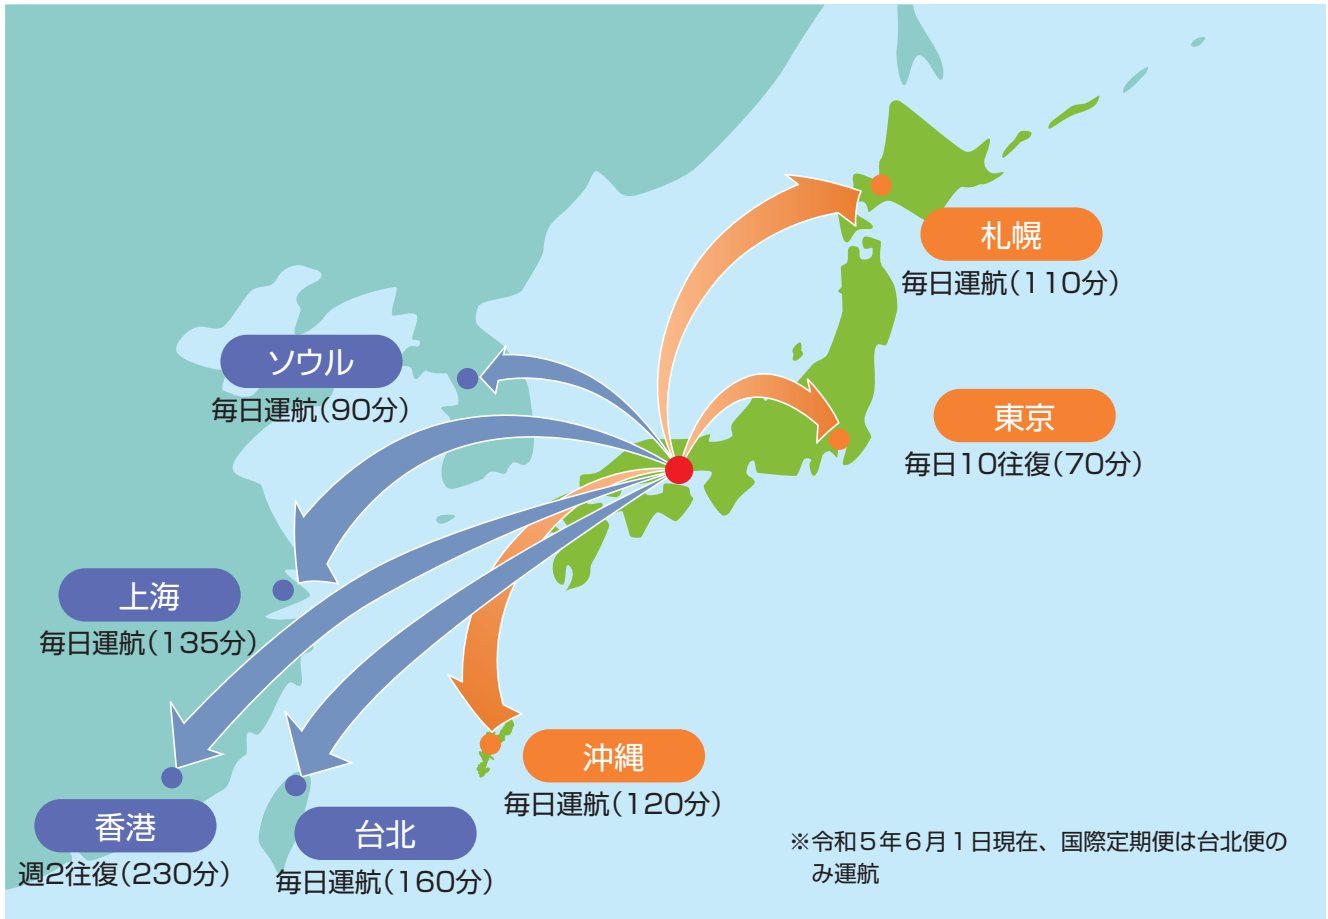 札幌
毎日運航(110分)
ソウル
毎日運航(90分)
東京
毎日10往復(70分)
上海
毎日運航(135分)
沖縄
毎日運航(120分)
香港
週2往復(230分)
台北
毎日運航(160分)
※令和5年6月1日現在、国際定期便は台北便の
み運航